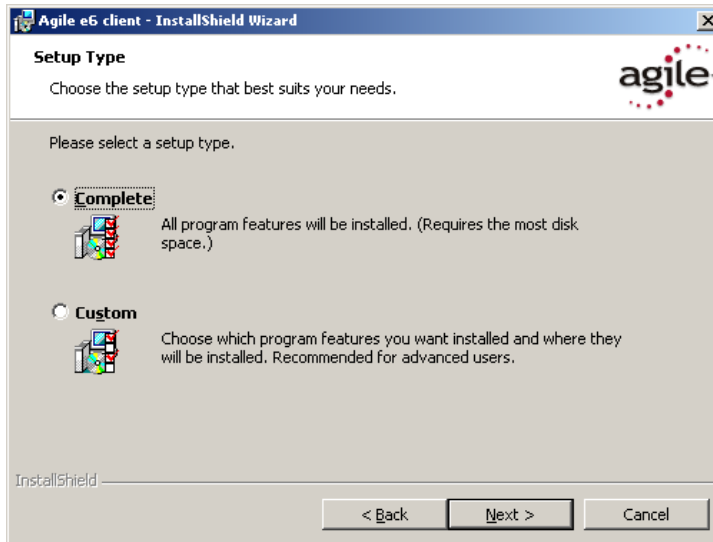 Agile e6 client - InstallShield Wizard
Setup Type
Choose the setup type that best suits your needs.
agile
Please select a setup type.
Complete
All program features will be installed. (Requires the most disk
space.)
Custom
Choose which program features you want installed and where they
will be installed. Recommended for advanced users.
InstallShield
< Back
Next >
Cancel